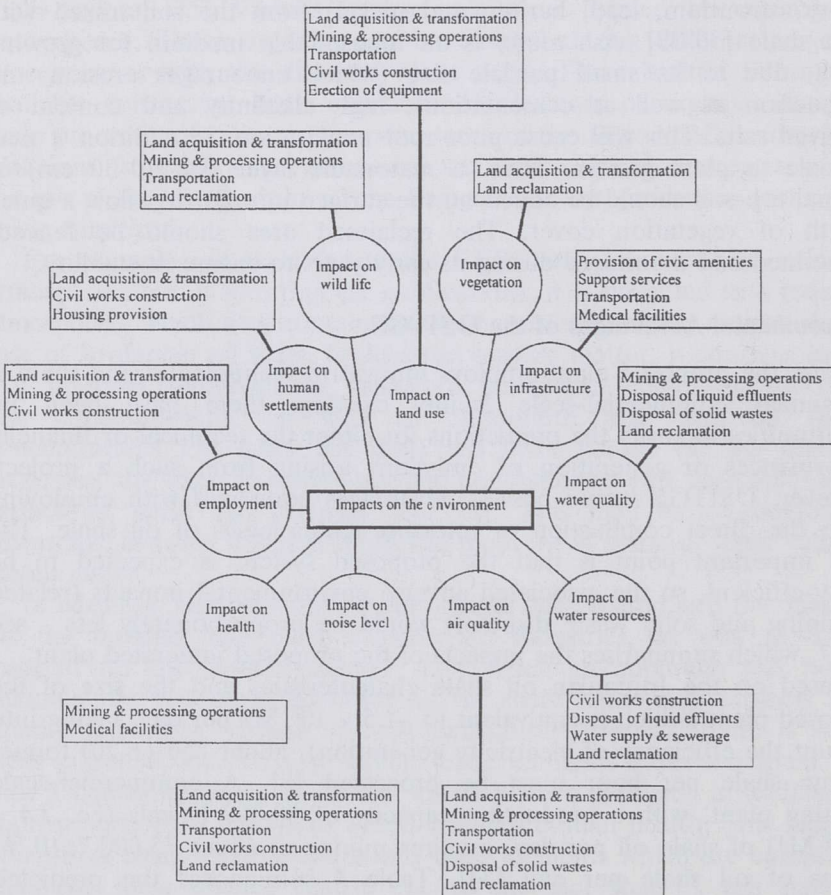 Land acquisition & transformation
Mining & processing operations
Transportation
Civil works construction
Erection of equipment
Land acquisition & transformation
Mining & processing operations
Transportation
Land reclamation
Land acquisition & transformation
Land reclamation
Impact on
wild life
Impact on
vegetation
Provision of civic amenities
Support services
Transportation
Medical facilities
Land acquisition & transformation
Civil works construction
Housing provision
Impact on
human
settlements
Impact on
land use
Impact on
infrastructure
Land acquisition & transformation
Mining & processing operations
Civil works construction
Mining & processing operations
Disposal of liquid effluents
Disposal of solid wastes
Land reclamation
Impact on
employment
Impacts on the e nvironment
Impact on
water quality
Impact on
health
Impact on
noise level
Impact on
air quality
Impact on
water resources
Mining & processing operations
Medical facilities
Civil works construction
Disposal of liquid effluents
Water supply & sewerage
Land reclamation
Land acquisition & transformation
Mining & processing operations
Transportation
Civil works construction
Land reclamation
Land acquisition & transformation
Mining & processing operations
Transportation
Civil works construction
Disposal of solid wastes
Land reclamation